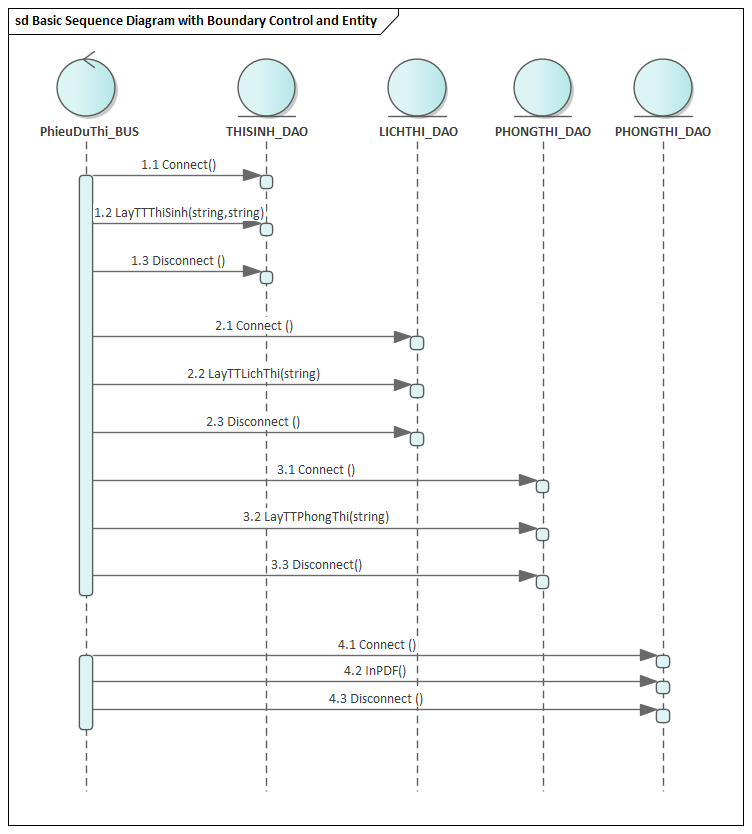 sd Basic Sequence Diagram with Boundary Control and Entity
PhieuDuThi_BUS
THISINH_DAO
LICHTHI_DAO
PHONGTHI_DAO
PHONGTHI_DAO
1.1 Connect()
1.2 LayTTThiSinh(string,string)
1.3 Disconnect ()
2.1 Connect ()
2.2 LayTTLichThi(string)
2.3 Disconnect ()
3.1 Connect ()
3.2 LayTTPhongThi(string)
3.3 Disconnect()
4.1 Connect ()
4.2 InPDF()
4.3 Disconnect ()